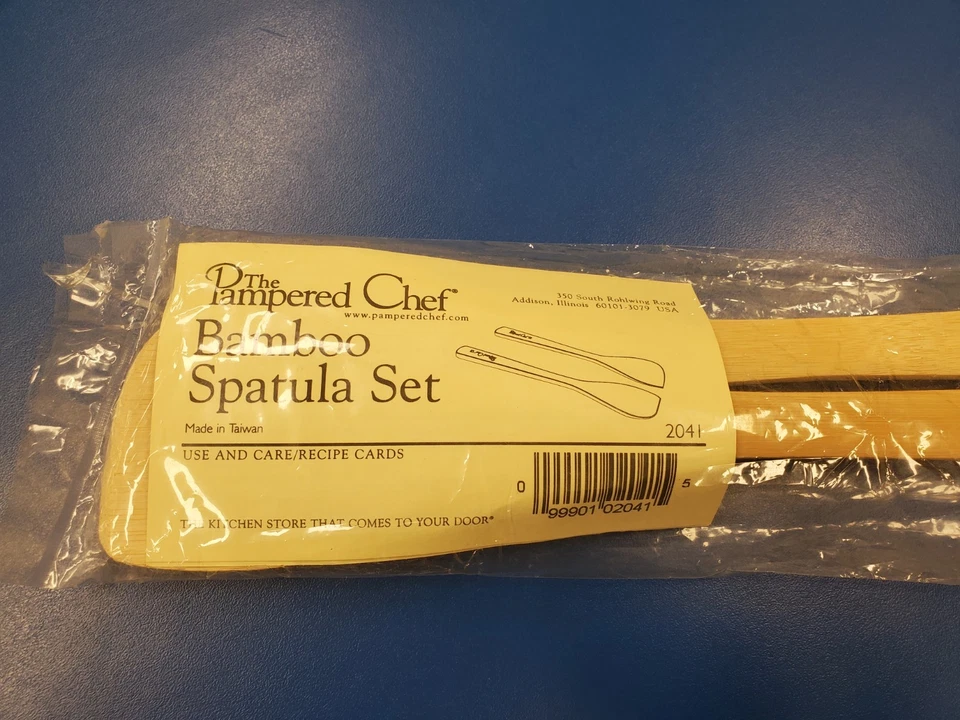 The
Pampered Chef®
www.pamperedchef.com
350 South Rohlwing Road
Addison, Illinois 60101-3079 USA
Bamboo
Spatula Set
Made in Taiwan
2041
USE AND CARE/RECIPE CARDS
0 99901 02041 5
THE KITCHEN STORE THAT COMES TO YOUR DOOR®